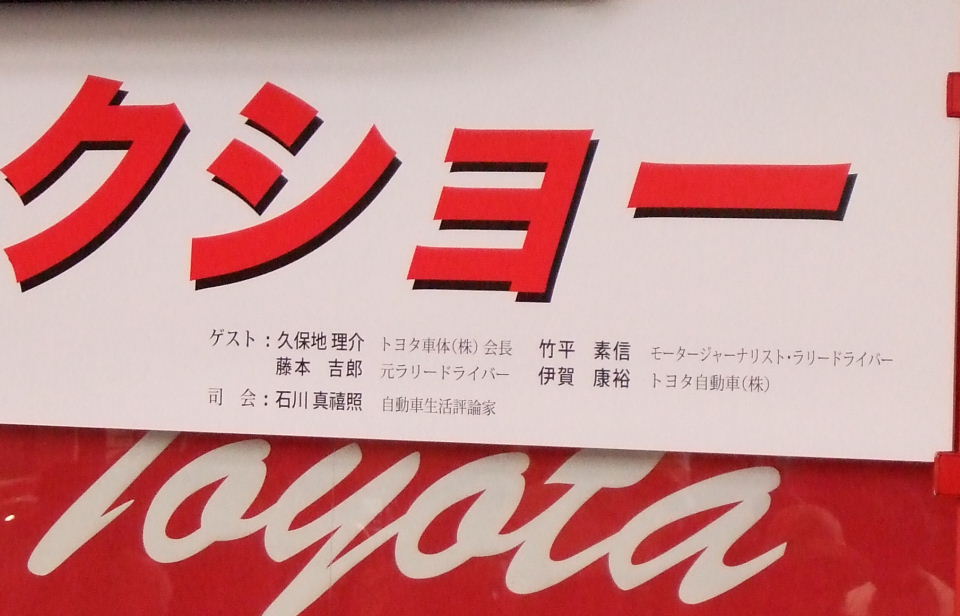 クショー
ゲスト：久保地 理介 トヨタ車体(株) 会長 竹平 素信 モータージャーナリスト・ラリードライバー
藤本 吉郎 元ラリードライバー 伊賀 康裕 トヨタ自動車(株)
司 会：石川 真禧照 自動車生活評論家
Toyota